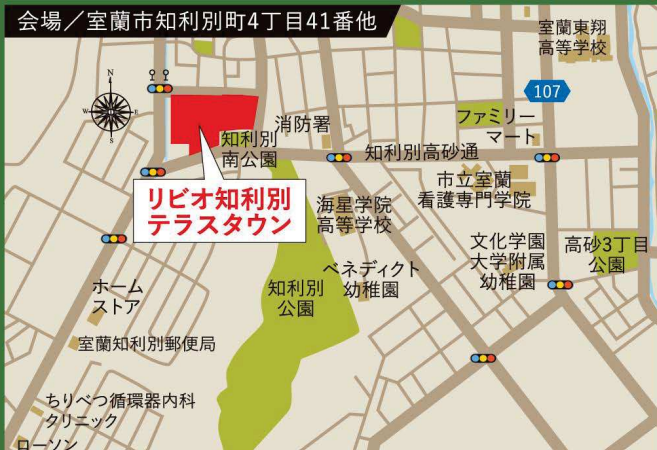 会場／室蘭市知利別町4丁目41番他
室蘭東翔
高等学校
N
W
E
S
107
ファミリー
マート
消防署
知利別
南公園
知利別高砂通
リビオ知利別
テラスタウン
市立室蘭
看護専門学院
海星学院
高等学校
文化学園
大学附属
幼稚園
高砂3丁目
公園
ベネディクト
幼稚園
知利別
公園
ホーム
ストア
室蘭知利別郵便局
ちりべつ循環器内科
クリニック
ローソン